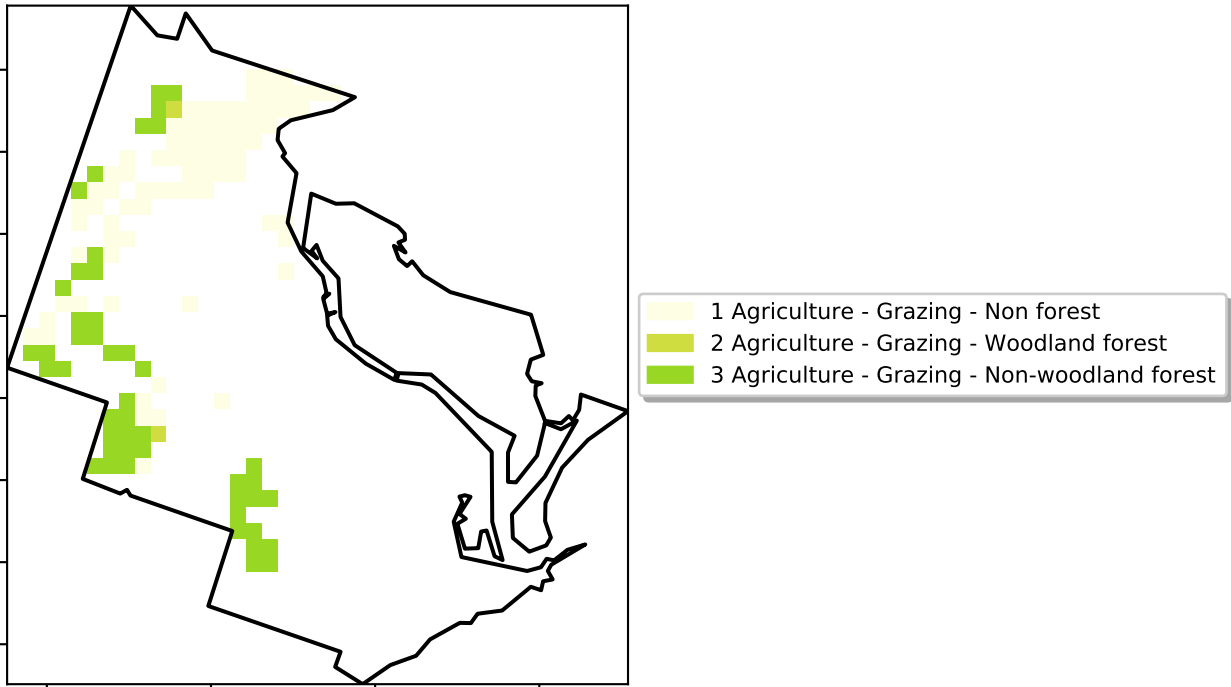 1 Agriculture - Grazing - Non forest
2 Agriculture - Grazing - Woodland forest
3 Agriculture - Grazing - Non-woodland forest